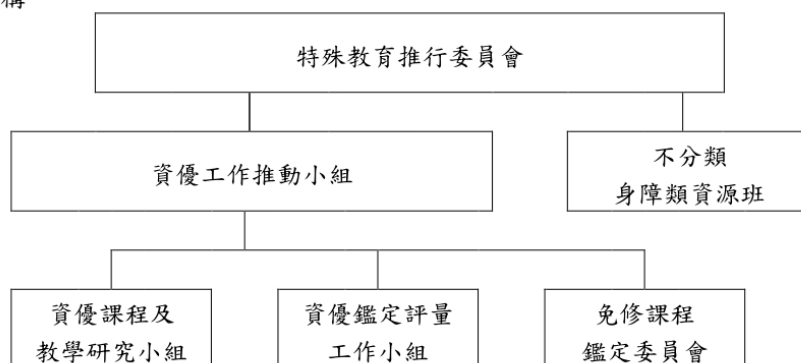 構
特殊教育推行委員會
資優工作推動小組
不分類
身障類資源班
資優課程及
教學研究小組
資優鑑定評量
工作小組
免修課程
鑑定委員會